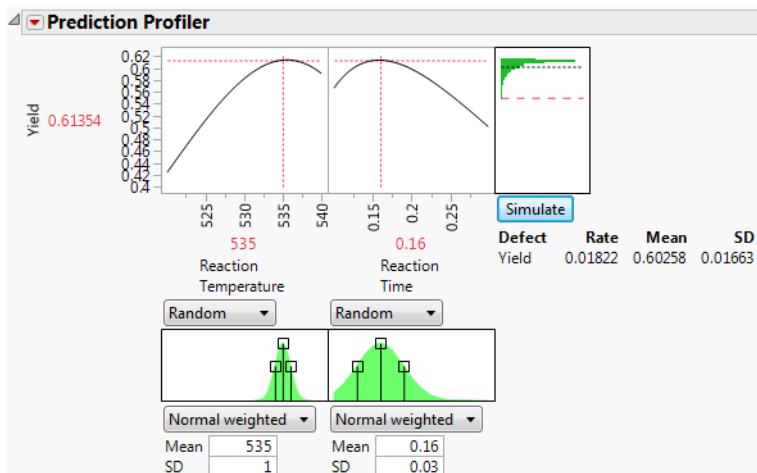 Prediction Profiler
Yield
0.61354
0.62
0.6
0.58
0.56
0.54
0.52
0.5
0.48
0.46
0.44
0.42
0.4
525
530
535
540
0.15
0.2
0.25
535
0.16
Reaction
Temperature
Reaction
Time
Random
Random
Simulate
Defect Rate Mean SD
Yield 0.01822 0.60258 0.01663
Normal weighted
Normal weighted
Mean 535
SD 1
Mean 0.16
SD 0.03